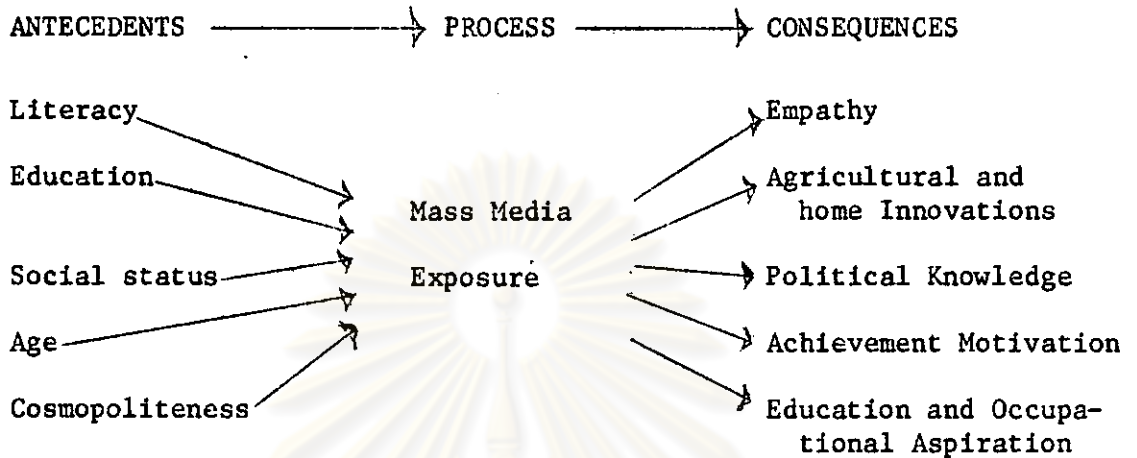 ANTECEDENTS PROCESS CONSEQUENCES
Literacy
Education
Social status
Age
Cosmopoliteness
Mass Media
Exposure
Empathy
Agricultural and
home Innovations
Political Knowledge
Achievement Motivation
Education and Occupa-
tional Aspiration